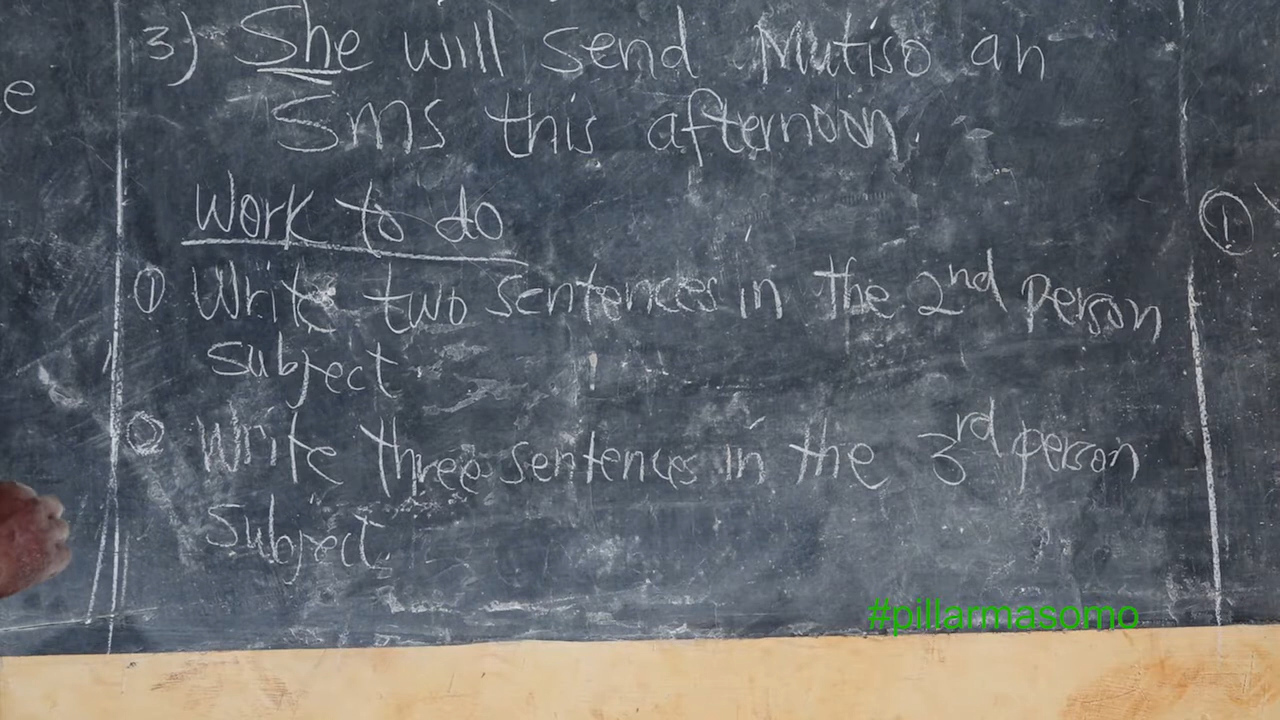 e
3) She will send Mutiso an
Sms this afternoon.
Work to do
① Write two sentences in the 2nd person
subject.
② Write three sentences in the 3rd person
subject.
①
#pillarmasomo